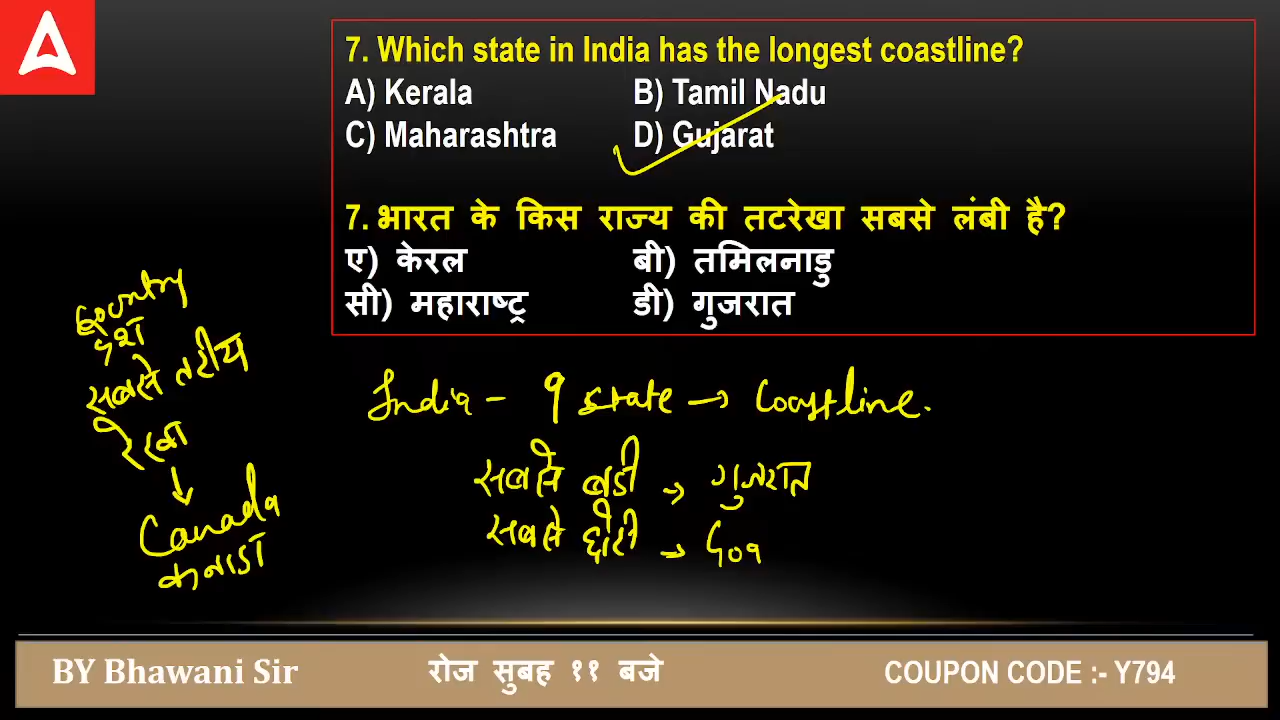 7. Which state in India has the longest coastline?
A) Kerala B) Tamil Nadu
C) Maharashtra D) Gujarat
7. भारत के किस राज्य की तटरेखा सबसे लंबी है?
ए) केरल बी) तमिलनाडु
सी) महाराष्ट्र डी) गुजरात
Country
देश
सबसे तटीय
रेखा
Canada
कनाडा
India - 9 state → Coastline.
सबसे बडी → गुजरात
सबसे छोटी → Goa
BY Bhawani Sir रोज सुबह ११ बजे COUPON CODE :- Y794